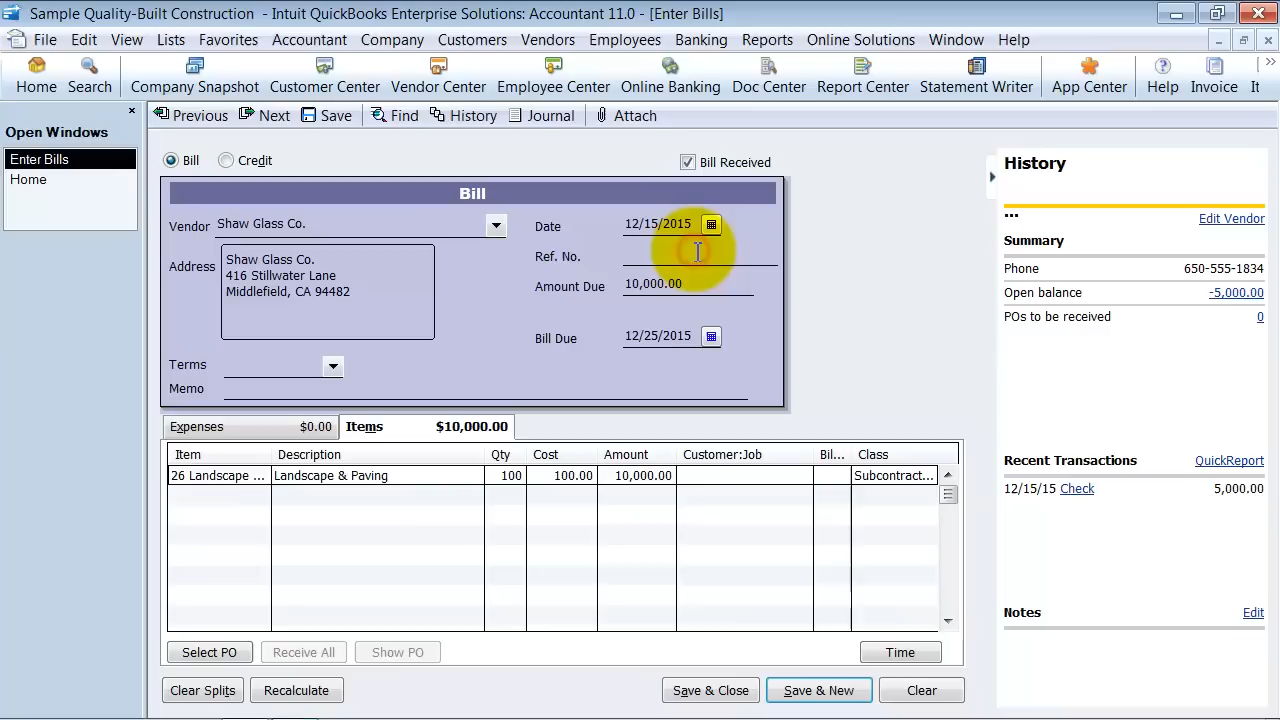 Sample Quality-Built Construction - Intuit QuickBooks Enterprise Solutions: Accountant 11.0 - [Enter Bills]
File Edit View Lists Favorites Accountant Company Customers Vendors Employees Banking Reports Online Solutions Window Help
Home Search Company Snapshot Customer Center Vendor Center Employee Center Online Banking Doc Center Report Center Statement Writer App Center Help Invoice It
Open Windows
Enter Bills
Home
Previous Next Save Find History Journal Attach
Bill Credit Bill Received
Bill
Vendor Shaw Glass Co.
Address Shaw Glass Co.
416 Stillwater Lane
Middlefield, CA 94482
Date 12/15/2015
Ref. No.
Amount Due 10,000.00
Bill Due 12/25/2015
Terms
Memo
Expenses $0.00 Items $10,000.00
Item Description Qty Cost Amount Customer:Job Bil... Class
26 Landscape ... Landscape & Paving 100 100.00 10,000.00 Subcontract...
Select PO Receive All Show PO Time
Clear Splits Recalculate Save & Close Save & New Clear
History
...
Edit Vendor
Summary
Phone 650-555-1834
Open balance -5,000.00
POs to be received 0
Recent Transactions QuickReport
12/15/15 Check 5,000.00
Notes Edit